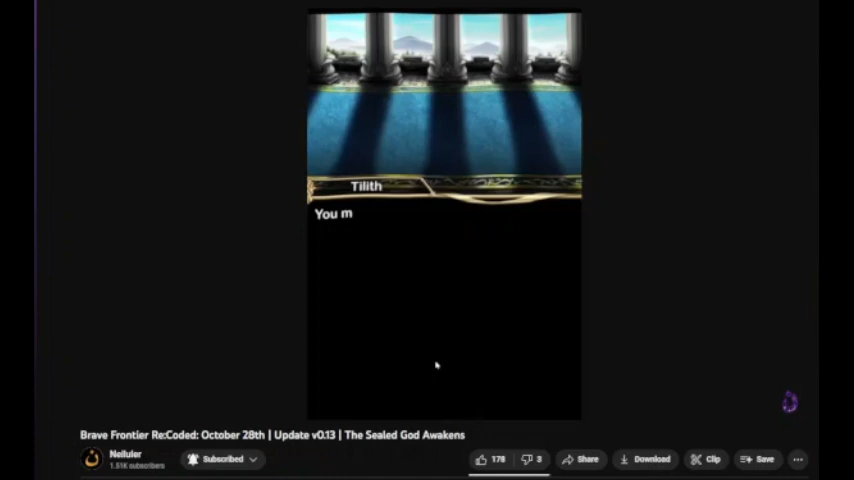 Tilith
You m
Brave Frontier Re:Coded: October 28th | Update v0.13 | The Sealed God Awakens
Neiluler
1.51K subscribers
Subscribed
178
3
Share
Download
Clip
Save